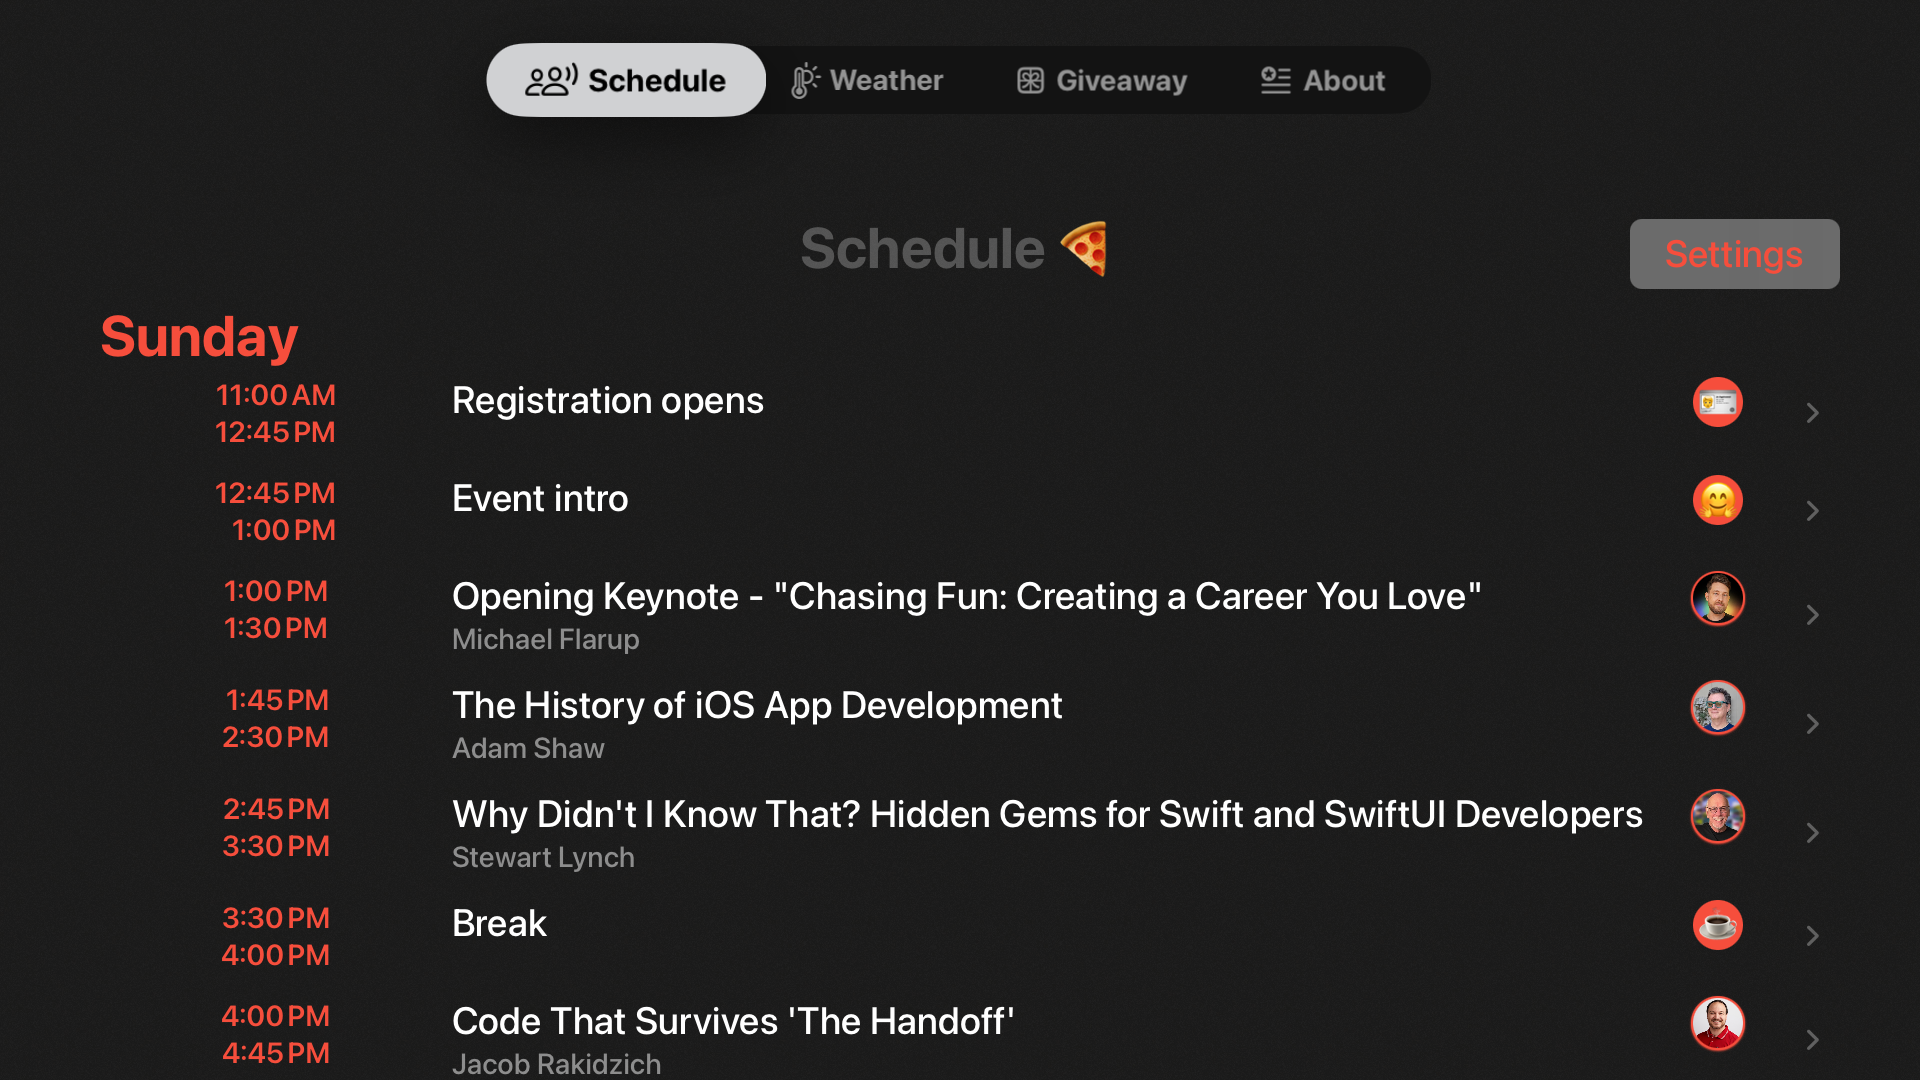 Schedule Weather Giveaway About
Schedule 🍕
Settings
Sunday
11:00 AM
12:45 PM
Registration opens
12:45 PM
1:00 PM
Event intro
1:00 PM
1:30 PM
Opening Keynote - "Chasing Fun: Creating a Career You Love"
Michael Flarup
1:45 PM
2:30 PM
The History of iOS App Development
Adam Shaw
2:45 PM
3:30 PM
Why Didn't I Know That? Hidden Gems for Swift and SwiftUI Developers
Stewart Lynch
3:30 PM
4:00 PM
Break
4:00 PM
4:45 PM
Code That Survives 'The Handoff'
Jacob Rakidzich